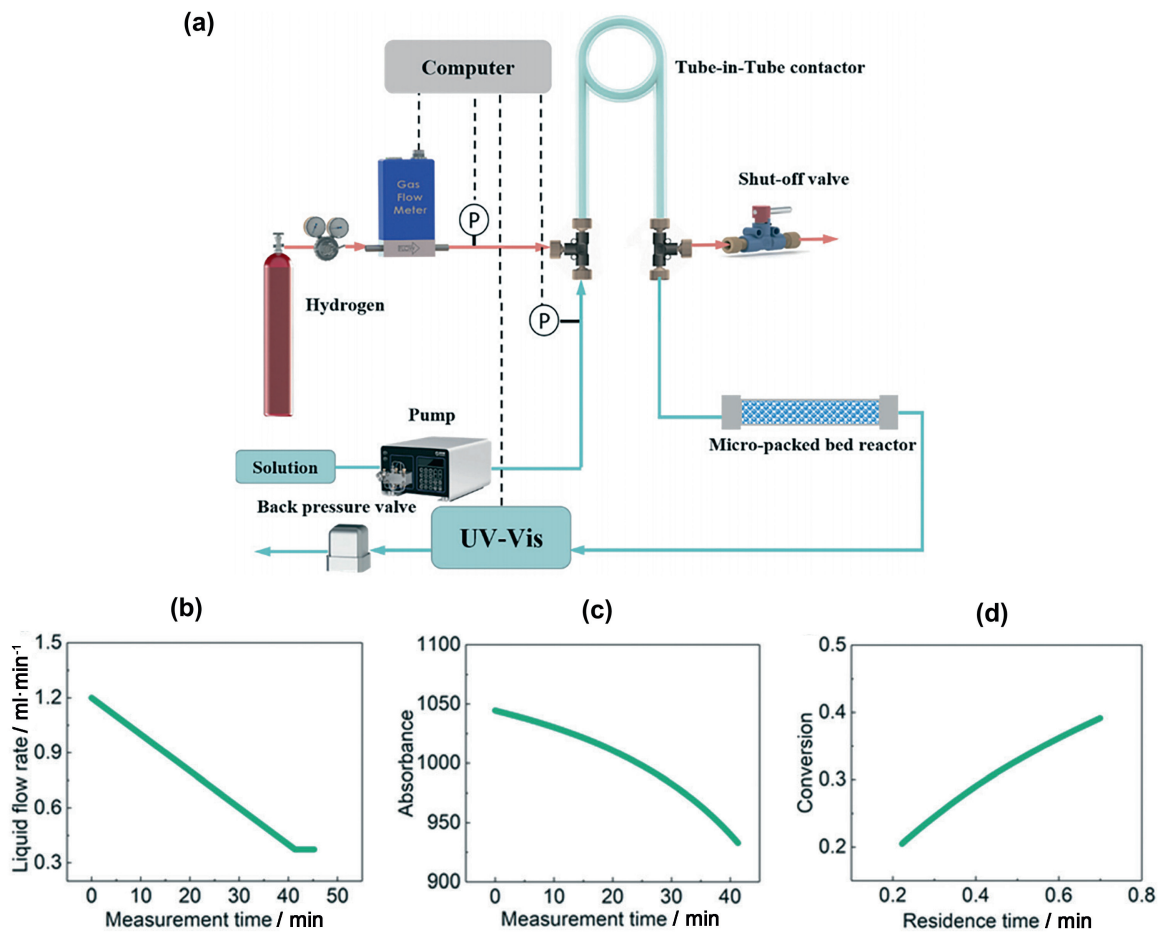 (a)
Computer
Tube-in-Tube contactor
Gas
Flow
Meter
P
Shut-off valve
Hydrogen
P
Pump
Micro-packed bed reactor
Solution
Back pressure valve
UV-Vis
(b)
Liquid flow rate / ml·min⁻¹
1.5
1.2
0.9
0.6
0.3
0 10 20 30 40 50
Measurement time / min
(c)
Absorbance
1100
1050
1000
950
900
0 10 20 30 40
Measurement time / min
(d)
Conversion
0.5
0.4
0.3
0.2
0.2 0.4 0.6 0.8
Residence time / min